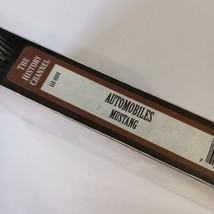 THE
HISTORY
CHANNEL
AUTOMOBILES
MUSTANG